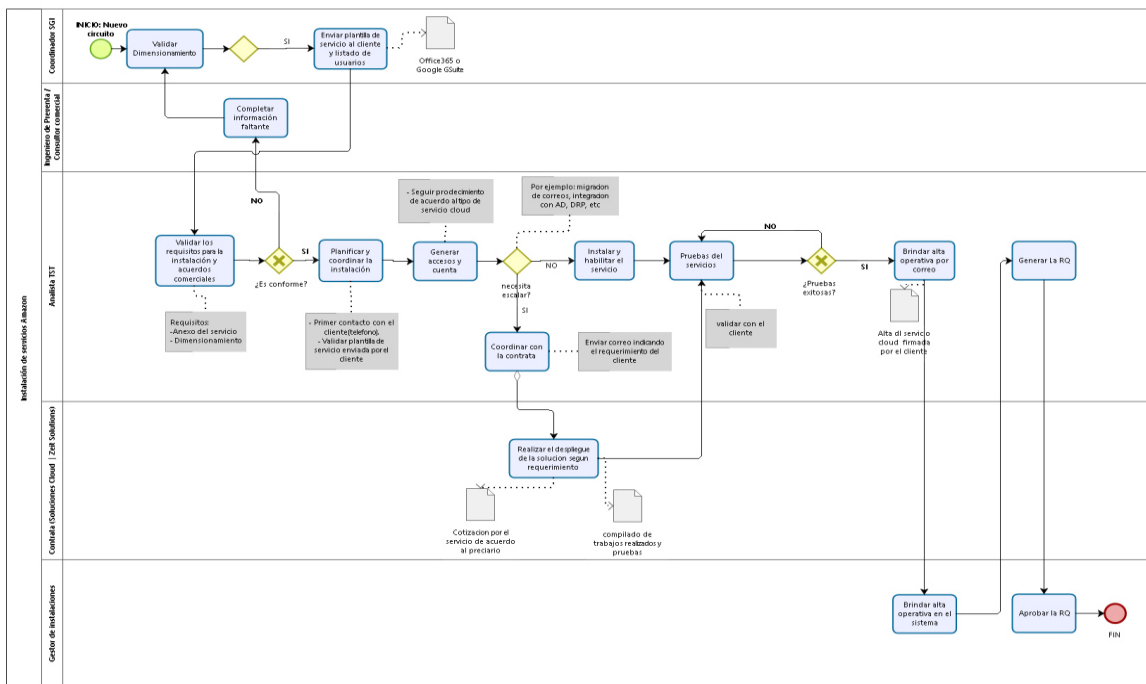 Instalación de servicios Amazon
Coordinador SGI
INICIO: Nuevo
circuito
Validar
Dimensionamiento
SI
Enviar plantilla de
servicio al cliente
y listado de
usuarios
Office365 o
Google GSuite
Ingeniero de Preventa /
Consultor comercial
Completar
información
faltante
NO
Analista TST
Validar los
requisitos para la
instalación y
acuerdos
comerciales
Requisitos:
-Anexo del servicio
- Dimensionamiento
¿Es conforme?
SI
Planificar y
coordinar la
instalación
- Primer contacto con el
cliente(telefono).
- Validar plantilla de
servicio enviada por el
cliente
- Seguir prodecimiento
de acuerdo al tipo de
servicio cloud
Generar
accesos y
cuenta
Por ejemplo: migracion
de correos, integracion
con AD, DRP, etc
necesita
escalar?
NO
SI
Instalar y
habilitar el
servicio
Coordinar con
la contrata
Enviar correo indicando
el requerimiento del
cliente
Pruebas del
servicios
validar con el
cliente
NO
¿Pruebas
exitosas?
SI
Brindar alta
operativa por
correo
Alta dl servicio
cloud firmada
por el cliente
Generar La RQ
Contrata (Soluciones Cloud | Zeit Solutions)
Realizar el despliegue
de la solucion segun
requerimiento
Cotizacion por el
servicio de acuerdo
al preciario
compilado de
trabajos realizados y
pruebas
Gestor de instalaciones
Brindar alta
operativa en el
sistema
Aprobar la RQ
FIN